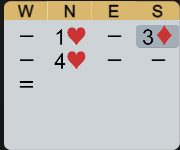 W N E S
– 1♥ – 3♦
– 4♥ – –
=